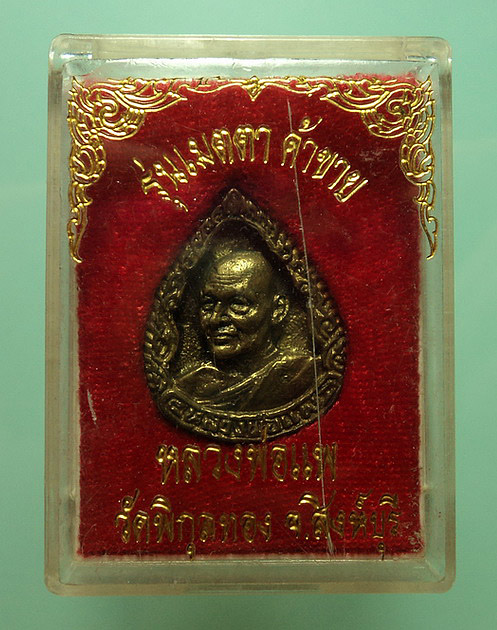 รุ่นเมตตา ค้าขาย
หลวงพ่อแพ
วัดพิกุลทอง จ.สิงห์บุรี